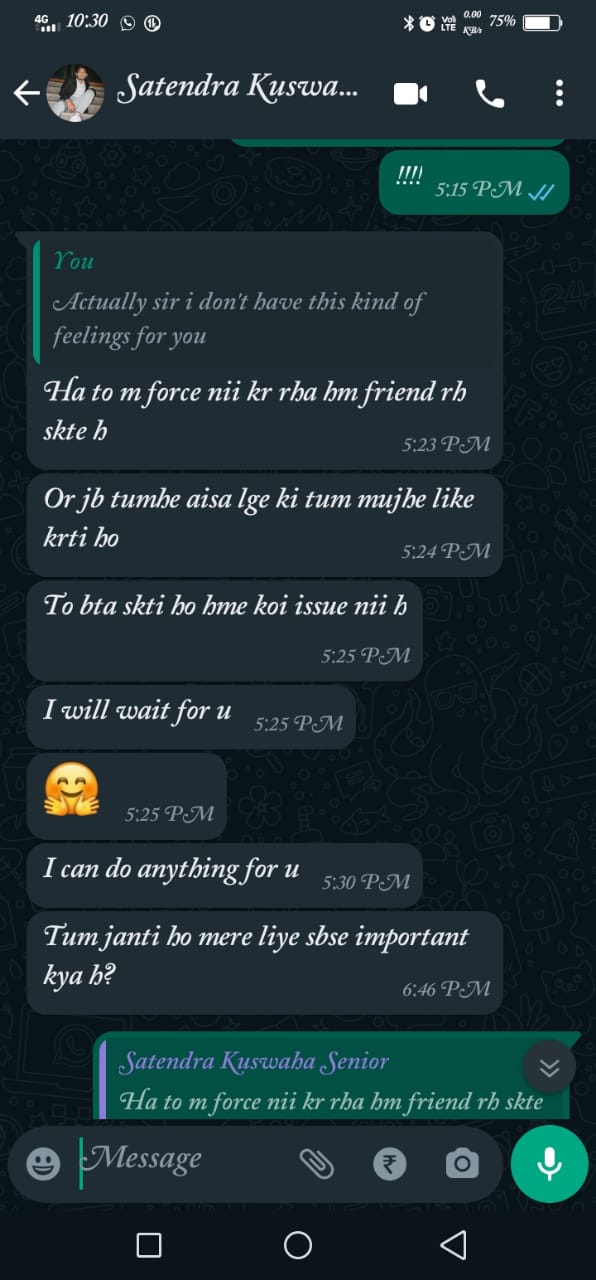 4G 10:30 Vo) LTE 0.00 KB/s 75%
Satendra Kuswa...
!!!! 5:15 PM
You
Actually sir i don't have this kind of
feelings for you
Ha to m force nii kr rha hm friend rh
skte h
5:23 PM
Or jb tumhe aisa lge ki tum mujhe like
krti ho
5:24 PM
To bta skti ho hme koi issue nii h
5:25 PM
I will wait for u 5:25 PM
5:25 PM
I can do anything for u 5:30 PM
Tum janti ho mere liye sbse important
kya h?
6:46 PM
Satendra Kuswaha Senior
Ha to m force nii kr rha hm friend rh skte
Message